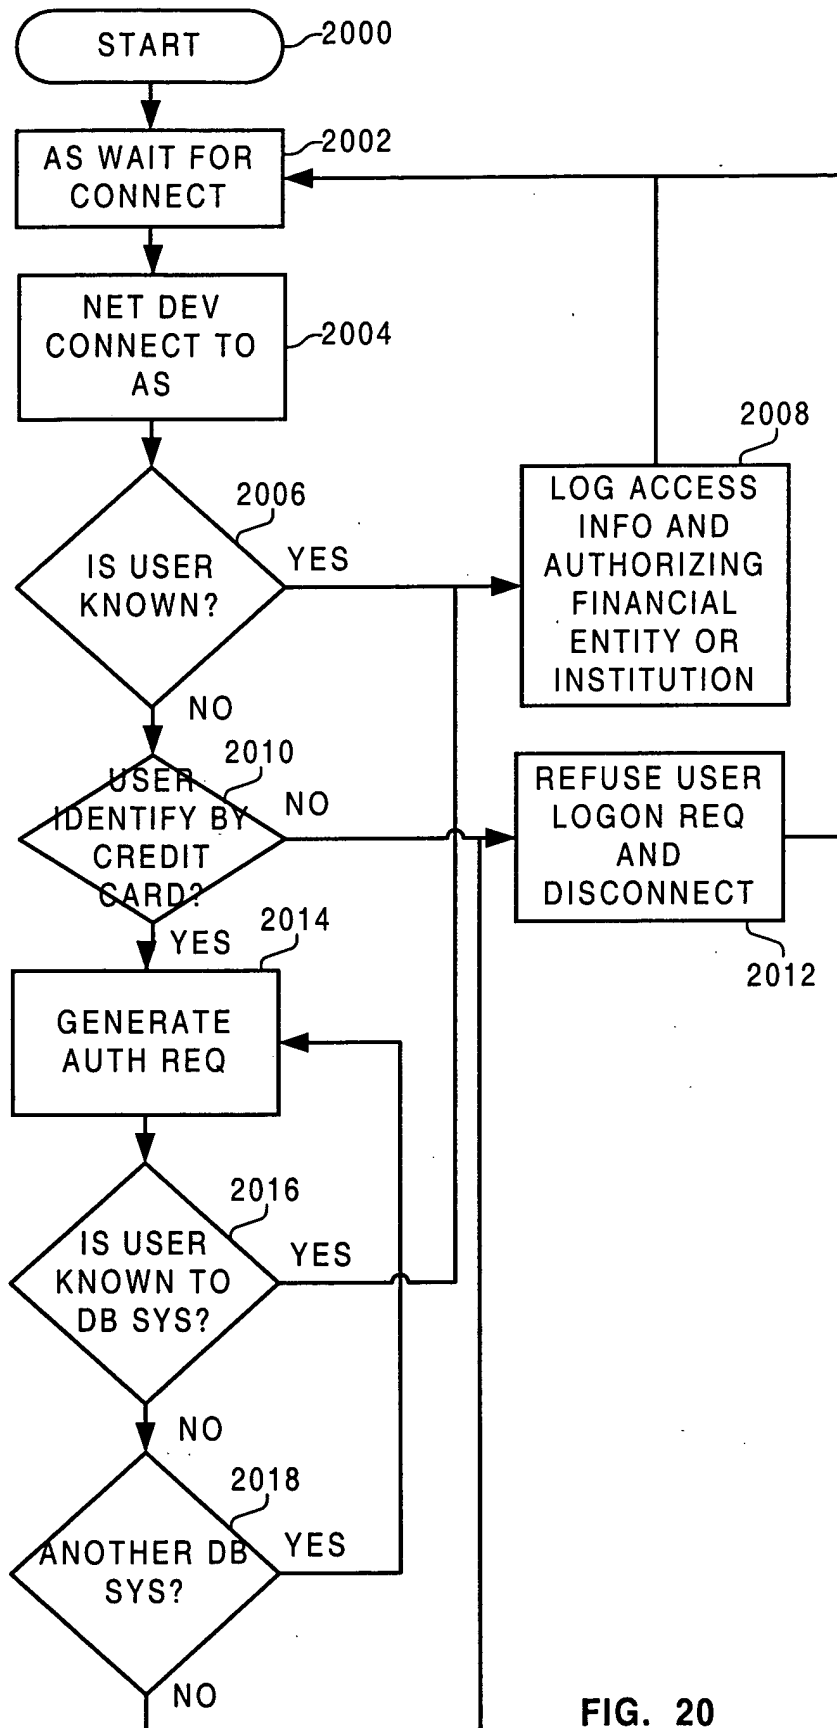 START
2000
AS WAIT FOR
CONNECT
2002
NET DEV
CONNECT TO
AS
2004
IS USER
KNOWN?
2006
YES
NO
2008
LOG ACCESS
INFO AND
AUTHORIZING
FINANCIAL
ENTITY OR
INSTITUTION
USER
IDENTIFY BY
CREDIT
CARD?
2010
NO
YES
REFUSE USER
LOGON REQ
AND
DISCONNECT
2012
2014
GENERATE
AUTH REQ
IS USER
KNOWN TO
DB SYS?
2016
YES
NO
ANOTHER DB
SYS?
2018
YES
NO
FIG. 20